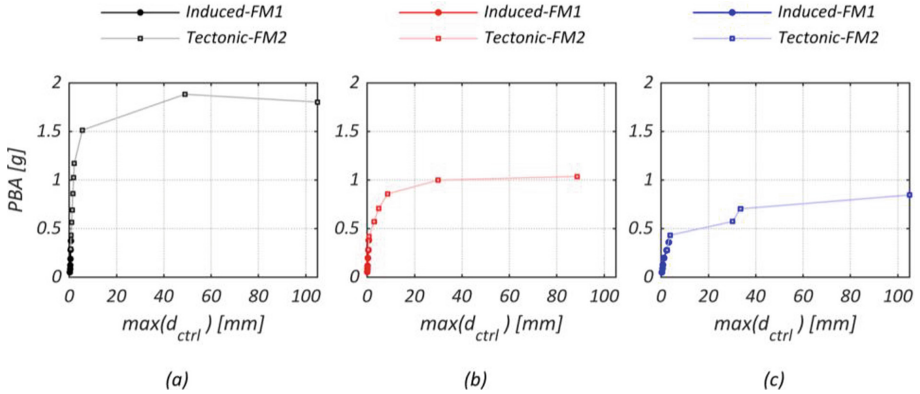 Induced-FM1 Induced-FM1 Induced-FM1
Tectonic-FM2 Tectonic-FM2 Tectonic-FM2
2 2 2
1.5 1.5 1.5
1 1 1
0.5 0.5 0.5
0 0 0
PBA [g]
0 20 40 60 80 100 0 20 40 60 80 100 0 20 40 60 80 100
max(d_ctrl) [mm] max(d_ctrl) [mm] max(d_ctrl) [mm]
(a) (b) (c)